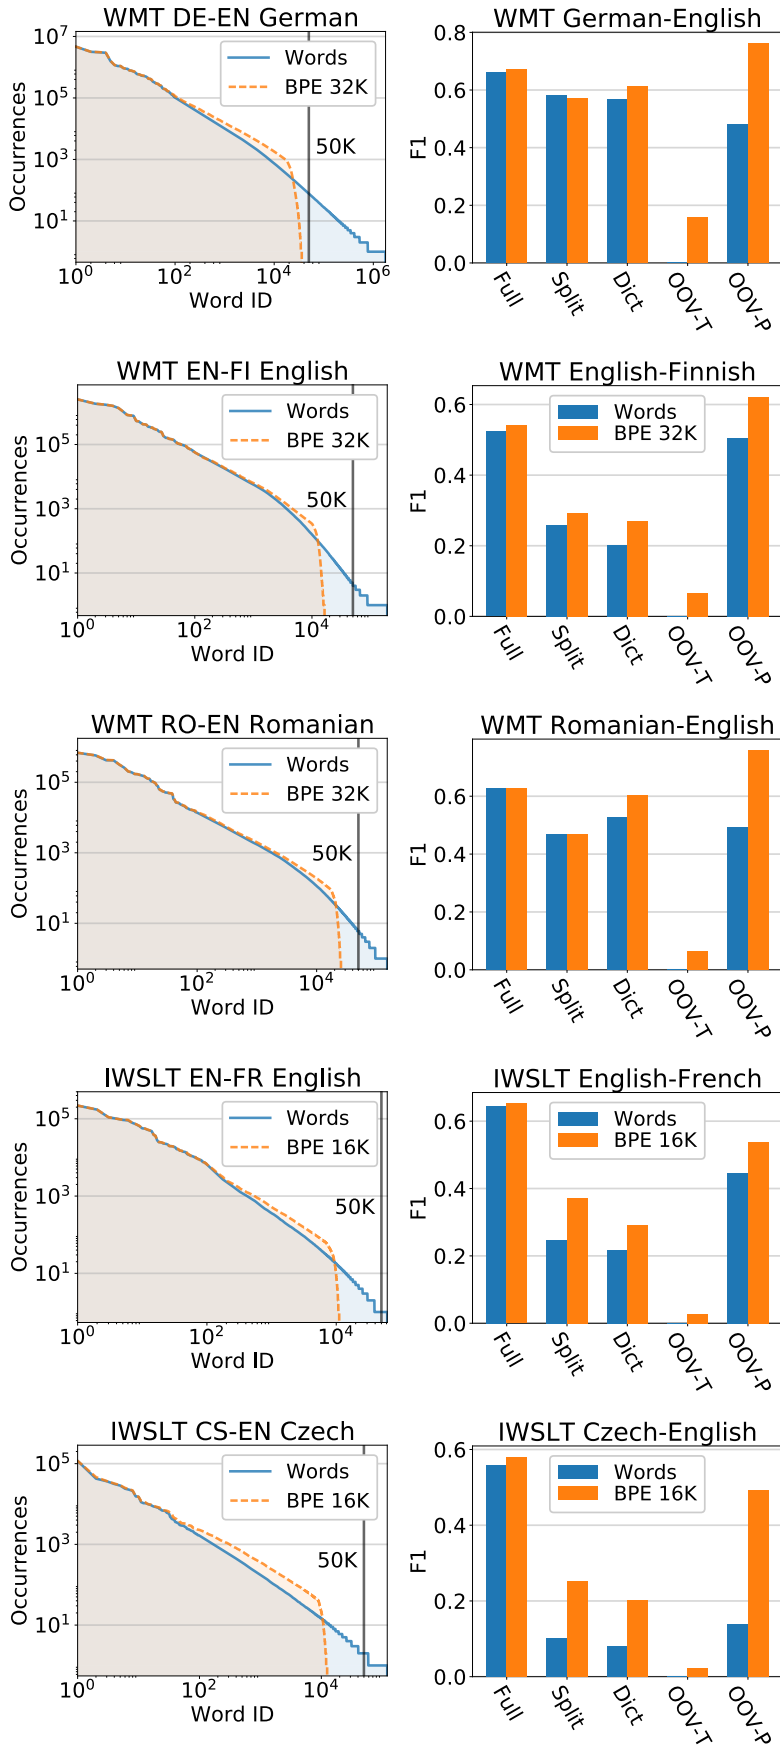 WMT DE-EN German
10^7
10^5
10^3
10^1
Occurrences
Words
BPE 32K
50K
10^0 10^2 10^4 10^6
Word ID
WMT German-English
0.8
0.6
0.4
0.2
0.0
F1
Full Split Dict OOV-T OOV-P
WMT EN-FI English
10^5
10^3
10^1
Occurrences
Words
BPE 32K
50K
10^0 10^2 10^4
Word ID
WMT English-Finnish
0.6
0.4
0.2
0.0
F1
Words
BPE 32K
Full Split Dict OOV-T OOV-P
WMT RO-EN Romanian
10^5
10^3
10^1
Occurrences
Words
BPE 32K
50K
10^0 10^2 10^4
Word ID
WMT Romanian-English
0.6
0.4
0.2
0.0
F1
Full Split Dict OOV-T OOV-P
IWSLT EN-FR English
10^5
10^3
10^1
Occurrences
Words
BPE 16K
50K
10^0 10^2 10^4
Word ID
IWSLT English-French
0.6
0.4
0.2
0.0
F1
Words
BPE 16K
Full Split Dict OOV-T OOV-P
IWSLT CS-EN Czech
10^5
10^3
10^1
Occurrences
Words
BPE 16K
50K
10^0 10^2 10^4
Word ID
IWSLT Czech-English
0.6
0.4
0.2
0.0
F1
Words
BPE 16K
Full Split Dict OOV-T OOV-P